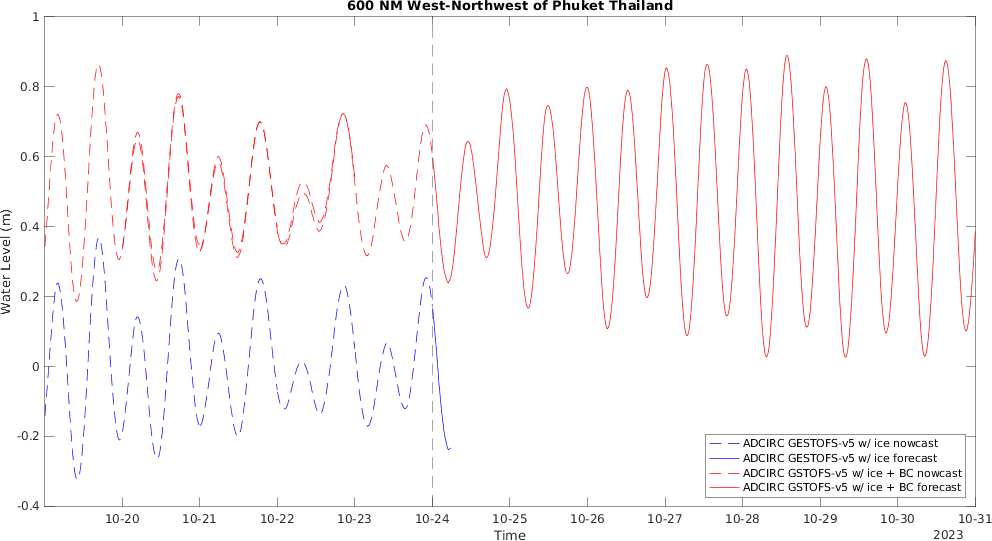 600 NM West-Northwest of Phuket Thailand
1
0.8
0.6
0.4
0.2
0
-0.2
-0.4
Water Level (m)
ADCIRC GESTOFS-v5 w/ ice nowcast
ADCIRC GESTOFS-v5 w/ ice forecast
ADCIRC GSTOFS-v5 w/ ice + BC nowcast
ADCIRC GSTOFS-v5 w/ ice + BC forecast
10-20 10-21 10-22 10-23 10-24 10-25 10-26 10-27 10-28 10-29 10-30 10-31
Time
2023